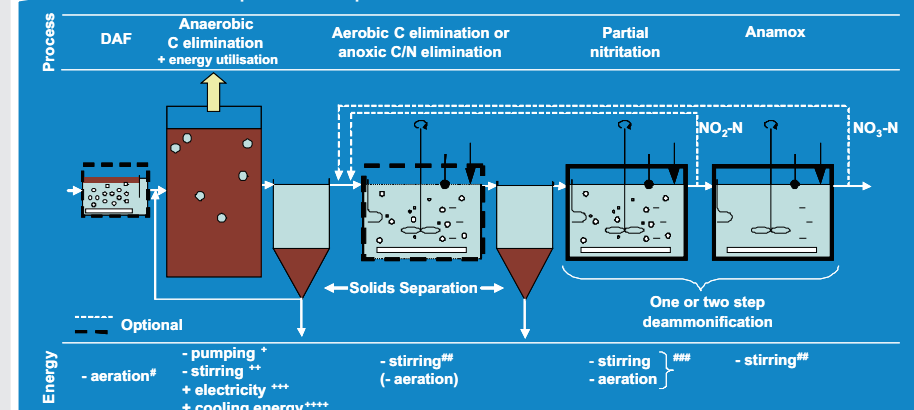 Process
DAF
Anaerobic
C elimination
+ energy utilisation
Aerobic C elimination or
anoxic C/N elimination
Partial
nitritation
Anamox
NO2-N
NO3-N
Solids Separation
One or two step
deammonification
Optional
Energy
- aeration#
- pumping +
- stirring ++
+ electricity +++
+ cooling energy++++
- stirring##
(- aeration)
- stirring
- aeration
###
- stirring##